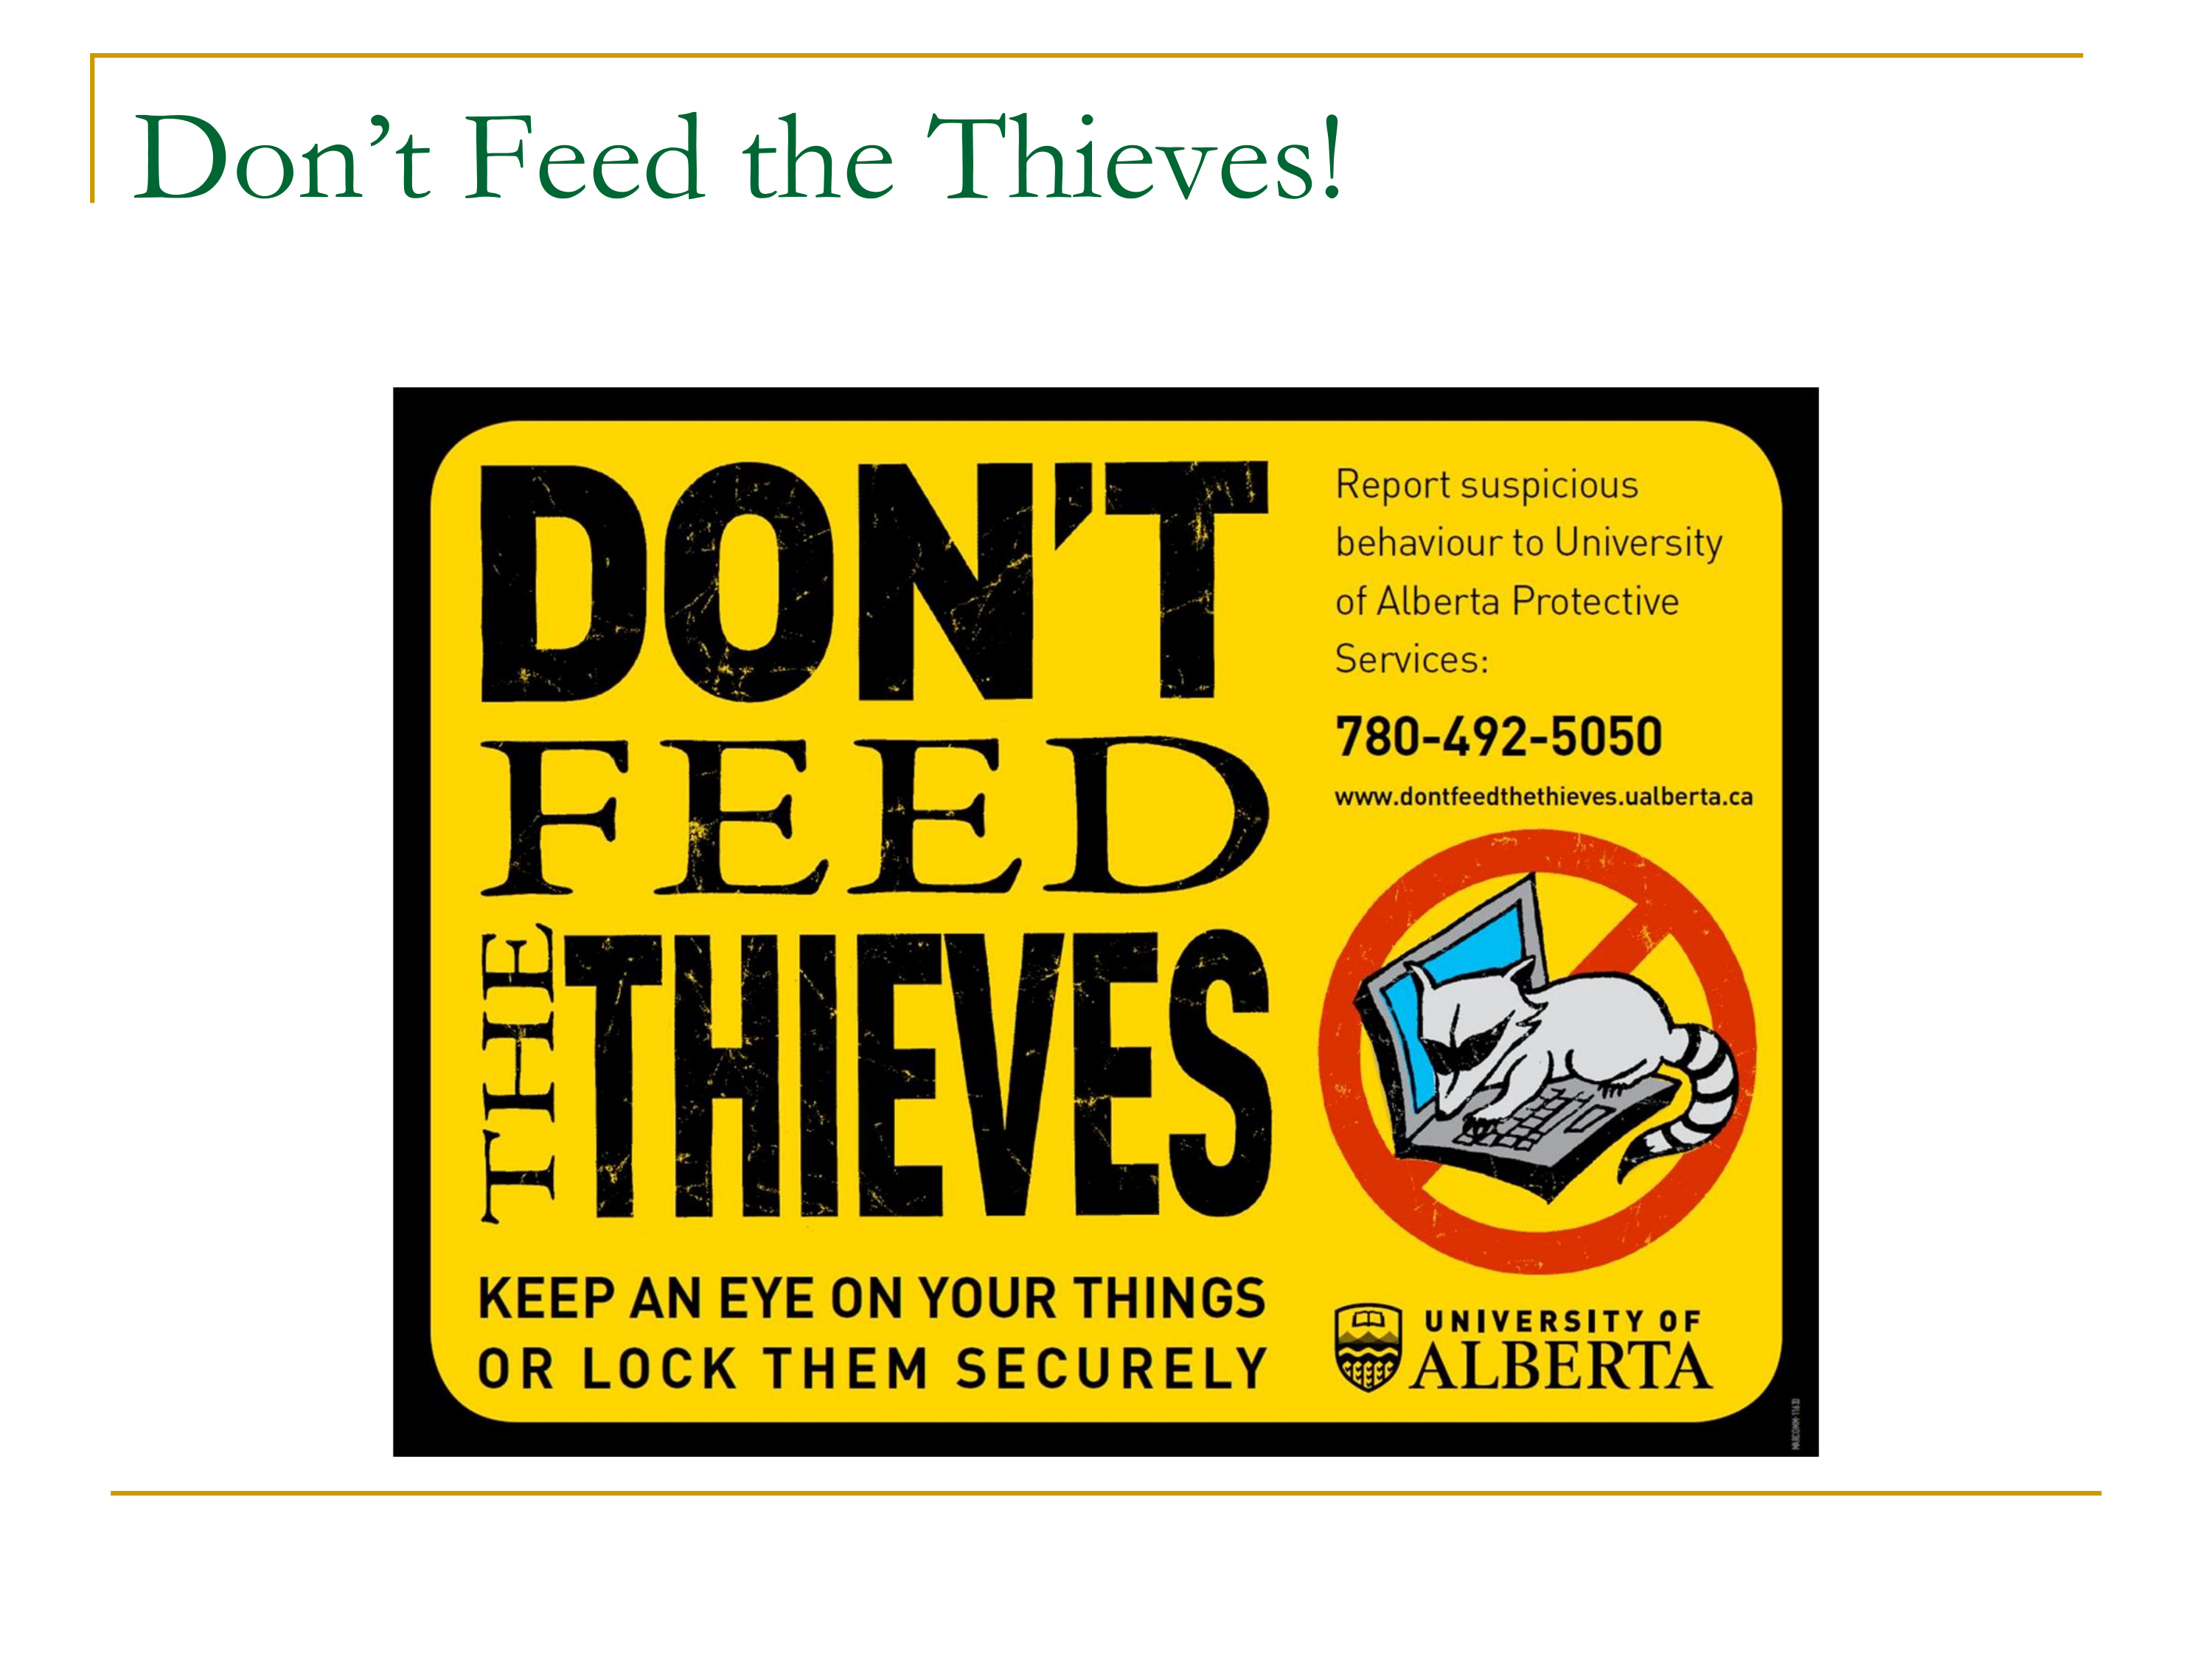 Don’t Feed the Thieves!
DON'T
FEED
THE THIEVES
KEEP AN EYE ON YOUR THINGS
OR LOCK THEM SECURELY
Report suspicious
behaviour to University
of Alberta Protective
Services:
780-492-5050
www.dontfeedthethieves.ualberta.ca
UNIVERSITY OF
ALBERTA